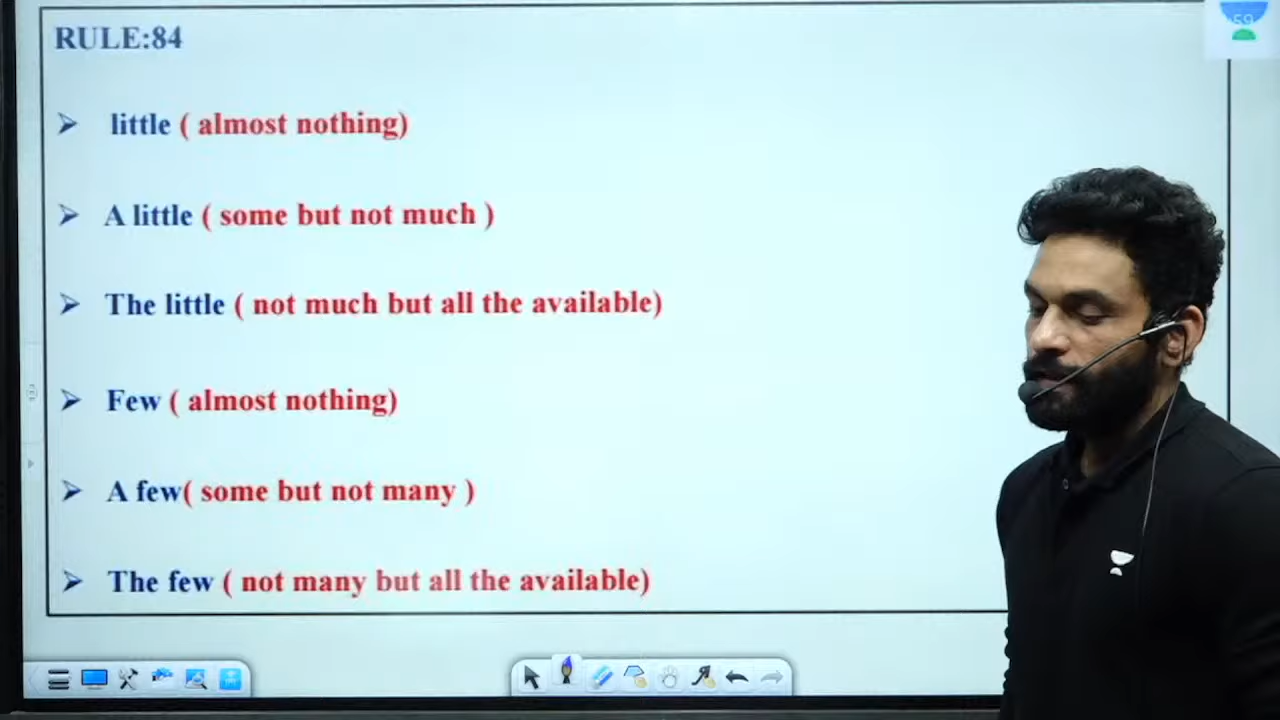 RULE:84
59
➢ little ( almost nothing)
➢ A little ( some but not much )
➢ The little ( not much but all the available)
➢ Few ( almost nothing)
➢ A few( some but not many )
➢ The few ( not many but all the available)